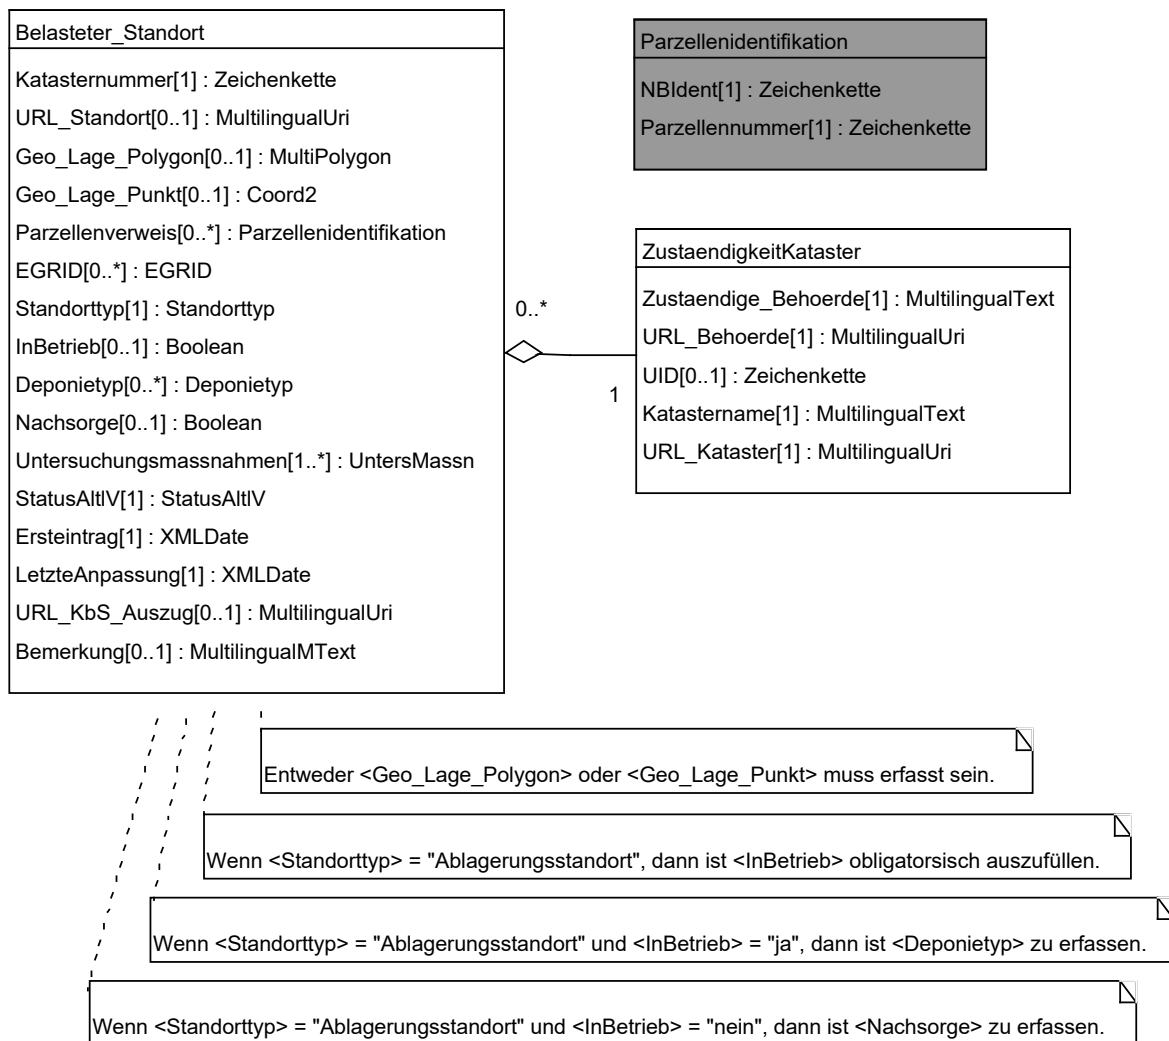 Belasteter_Standort
Katasternummer[1] : Zeichenkette
URL_Standort[0..1] : MultilingualUri
Geo_Lage_Polygon[0..1] : MultiPolygon
Geo_Lage_Punkt[0..1] : Coord2
Parzellenverweis[0..*] : Parzellenidentifikation
EGRID[0..*] : EGRID
Standorttyp[1] : Standorttyp
InBetrieb[0..1] : Boolean
Deponietyp[0..*] : Deponietyp
Nachsorge[0..1] : Boolean
Untersuchungsmassnahmen[1..*] : UntersMassn
StatusAltlV[1] : StatusAltlV
Ersteintrag[1] : XMLDate
LetzteAnpassung[1] : XMLDate
URL_KbS_Auszug[0..1] : MultilingualUri
Bemerkung[0..1] : MultilingualMText
Parzellenidentifikation
NBIdent[1] : Zeichenkette
Parzellennummer[1] : Zeichenkette
0..*
1
ZustaendigkeitKataster
Zustaendige_Behoerde[1] : MultilingualText
URL_Behoerde[1] : MultilingualUri
UID[0..1] : Zeichenkette
Katastername[1] : MultilingualText
URL_Kataster[1] : MultilingualUri
Entweder <Geo_Lage_Polygon> oder <Geo_Lage_Punkt> muss erfasst sein.
Wenn <Standorttyp> = "Ablagerungsstandort", dann ist <InBetrieb> obligatorsisch auszufüllen.
Wenn <Standorttyp> = "Ablagerungsstandort" und <InBetrieb> = "ja", dann ist <Deponietyp> zu erfassen.
Wenn <Standorttyp> = "Ablagerungsstandort" und <InBetrieb> = "nein", dann ist <Nachsorge> zu erfassen.